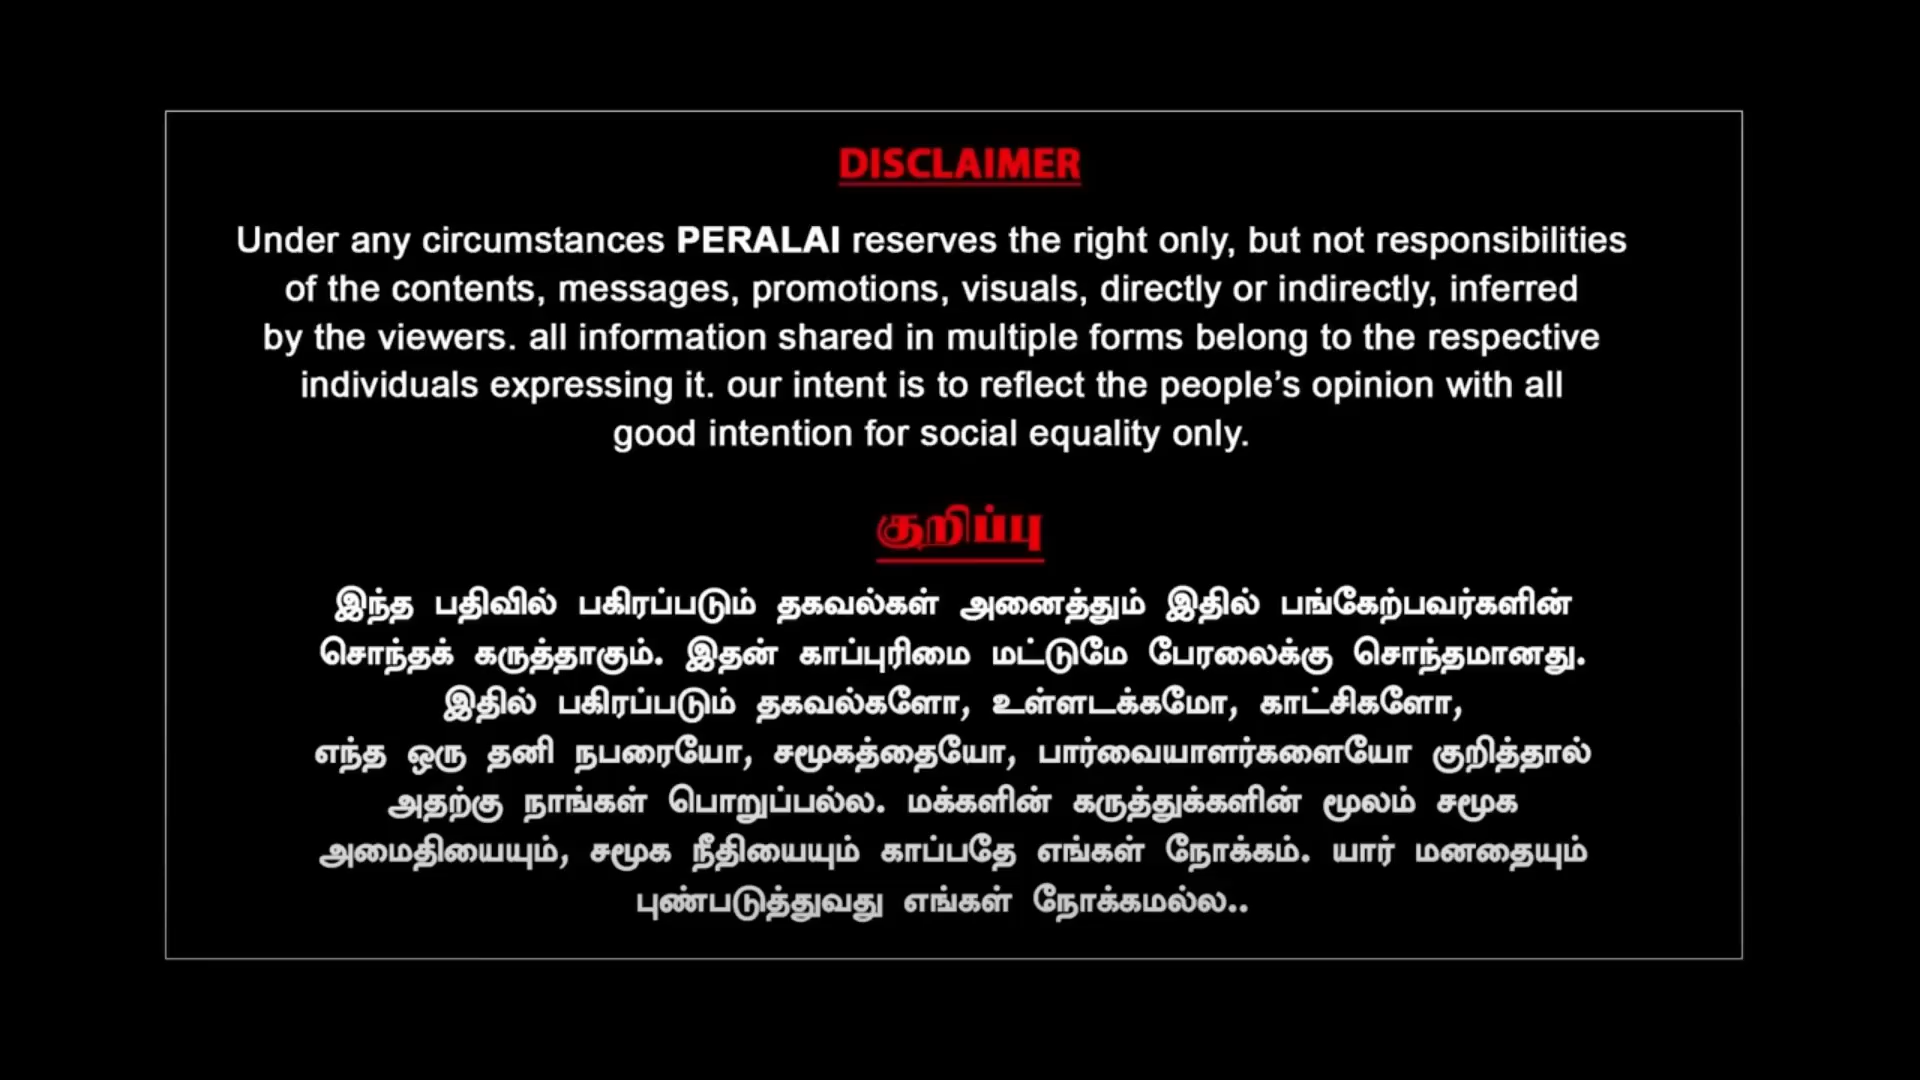 DISCLAIMER
Under any circumstances PERALAI reserves the right only, but not responsibilities
of the contents, messages, promotions, visuals, directly or indirectly, inferred
by the viewers. all information shared in multiple forms belong to the respective
individuals expressing it. our intent is to reflect the people’s opinion with all
good intention for social equality only.
குறிப்பு
இந்த பதிவில் பகிரப்படும் தகவல்கள் அனைத்தும் இதில் பங்கேற்பவர்களின்
சொந்தக் கருத்தாகும். இதன் காப்புரிமை மட்டுமே பேரலைக்கு சொந்தமானது.
இதில் பகிரப்படும் தகவல்களோ, உள்ளடக்கமோ, காட்சிகளோ,
எந்த ஒரு தனி நபரையோ, சமூகத்தையோ, பார்வையாளர்களையோ குறித்தால்
அதற்கு நாங்கள் பொறுப்பல்ல. மக்களின் கருத்துக்களின் மூலம் சமூக
அமைதியையும், சமூக நீதியையும் காப்பதே எங்கள் நோக்கம். யார் மனதையும்
புண்படுத்துவது எங்கள் நோக்கமல்ல..